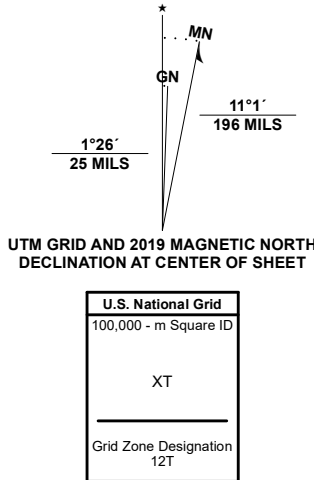 ★
MN
GN
1°26´
25 MILS
11°1´
196 MILS
UTM GRID AND 2019 MAGNETIC NORTH
DECLINATION AT CENTER OF SHEET
U.S. National Grid
100,000 - m Square ID
XT
Grid Zone Designation
12T